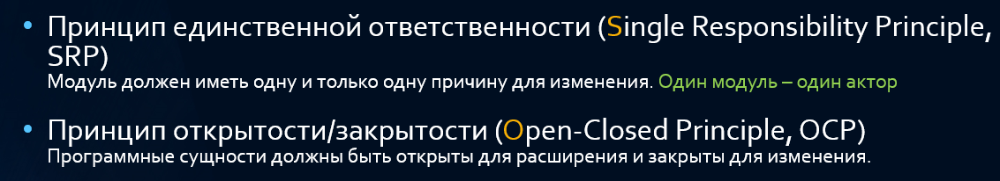 • Принцип единственной ответственности (Single Responsibility Principle,
SRP)
Модуль должен иметь одну и только одну причину для изменения. Один модуль – один актор
• Принцип открытости/закрытости (Open-Closed Principle, OCP)
Программные сущности должны быть открыты для расширения и закрыты для изменения.